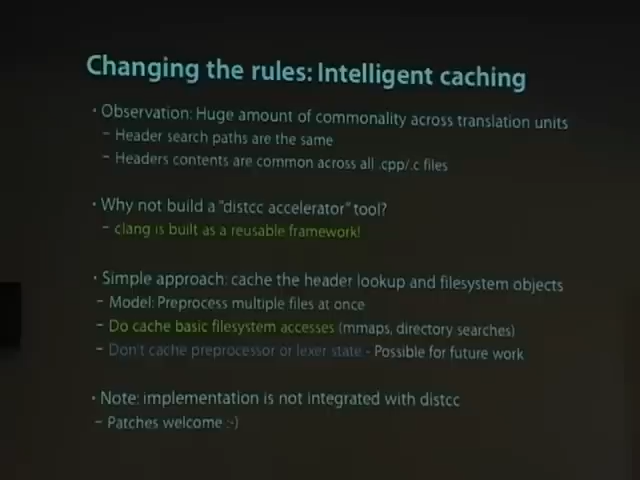 Changing the rules: Intelligent caching
· Observation: Huge amount of commonality across translation units
– Header search paths are the same
– Headers contents are common across all .cpp/.c files
· Why not build a "distcc accelerator" tool?
– clang is built as a reusable framework!
· Simple approach: cache the header lookup and filesystem objects
– Model: Preprocess multiple files at once
– Do cache basic filesystem accesses (mmaps, directory searches)
– Don't cache preprocessor or lexer state - Possible for future work
· Note: implementation is not integrated with distcc
– Patches welcome :-)